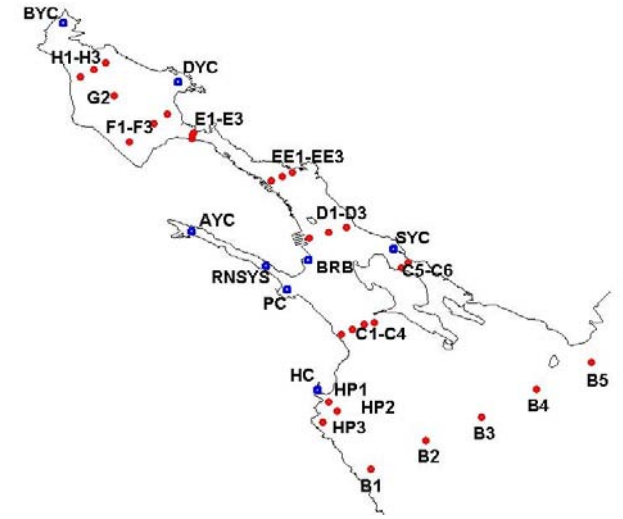 BYC
H1-H3
DYC
G2
E1-E3
F1-F3
EE1-EE3
D1-D3
AYC
SYC
BRB
C5-C6
RNSYS
PC
C1-C4
HC
HP1
B5
HP2
B4
HP3
B3
B2
B1